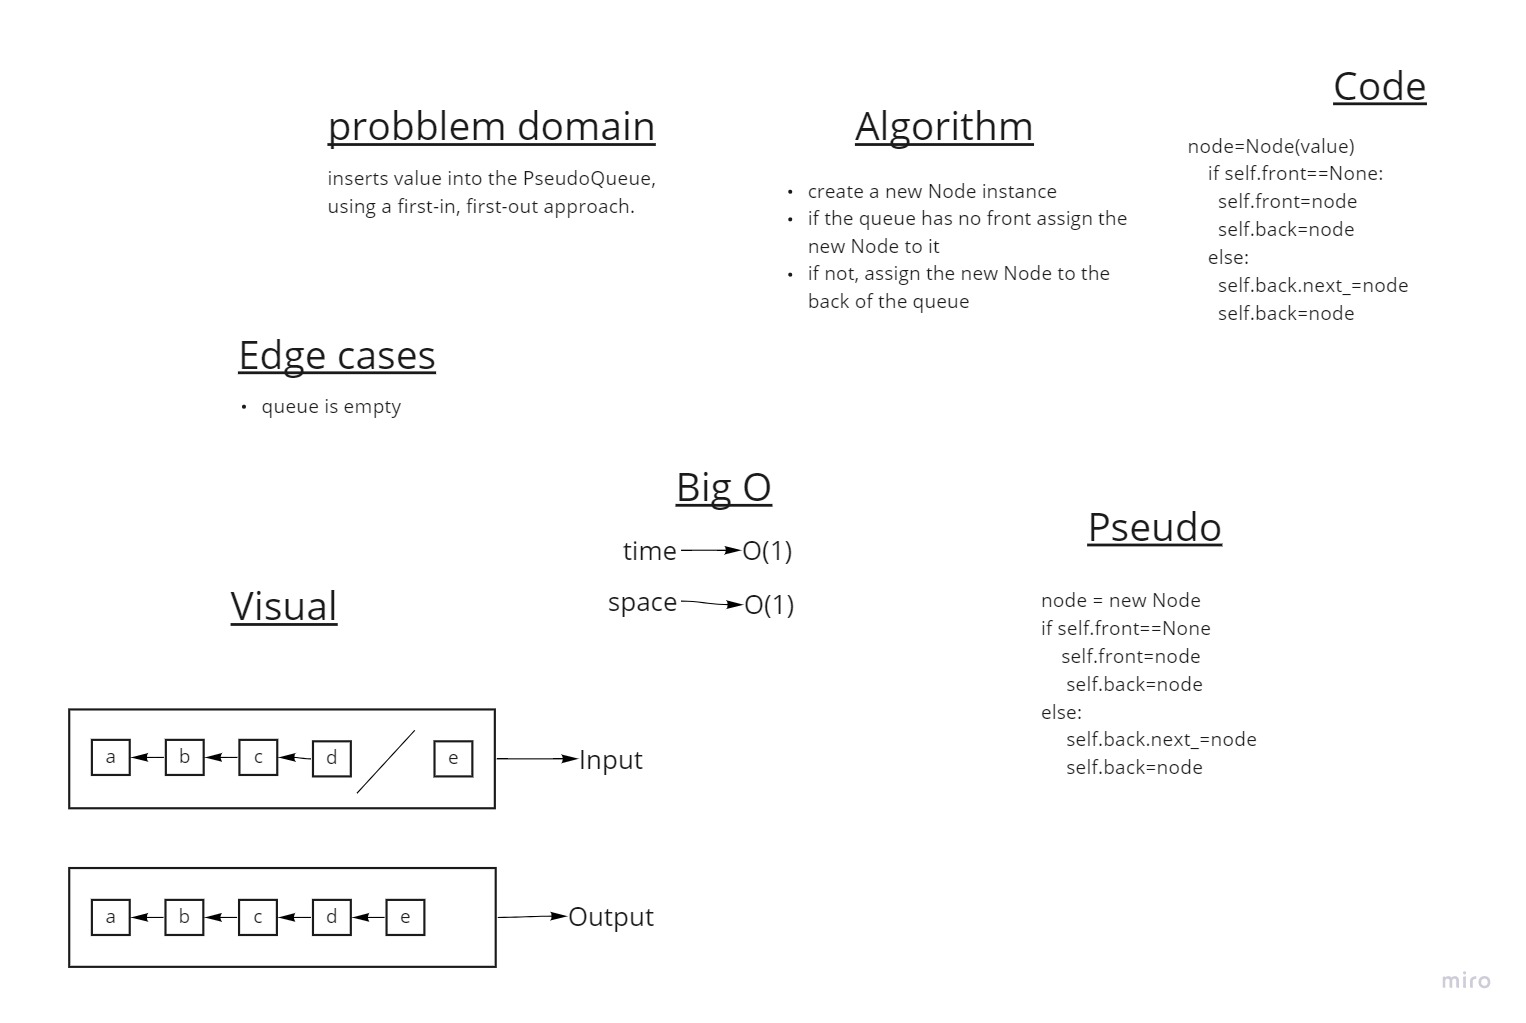 probblem domain
inserts value into the PseudoQueue,
using a first-in, first-out approach.
Algorithm
• create a new Node instance
• if the queue has no front assign the
new Node to it
• if not, assign the new Node to the
back of the queue
Code
node=Node(value)
if self.front==None:
self.front=node
self.back=node
else:
self.back.next_=node
self.back=node
Edge cases
• queue is empty
Big O
time O(1)
space O(1)
Pseudo
node = new Node
if self.front==None
self.front=node
self.back=node
else:
self.back.next_=node
self.back=node
Visual
a b c d e Input
a b c d e Output
miro